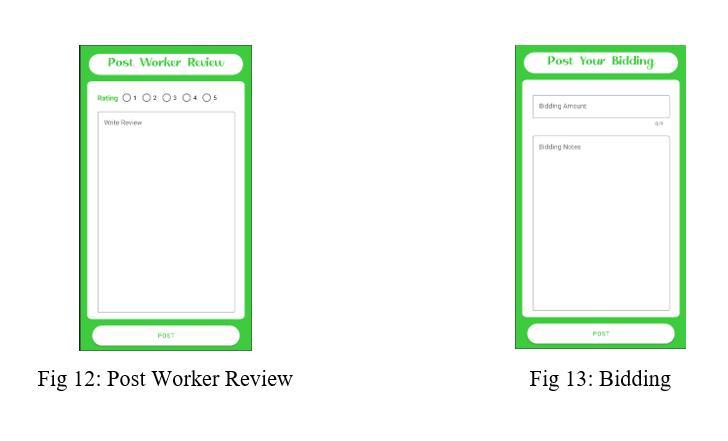 Post Worker Review
Rating 1 2 3 4 5
Write Review
POST
Fig 12: Post Worker Review
Post Your Bidding
Bidding Amount
0/6
Bidding Notes
POST
Fig 13: Bidding